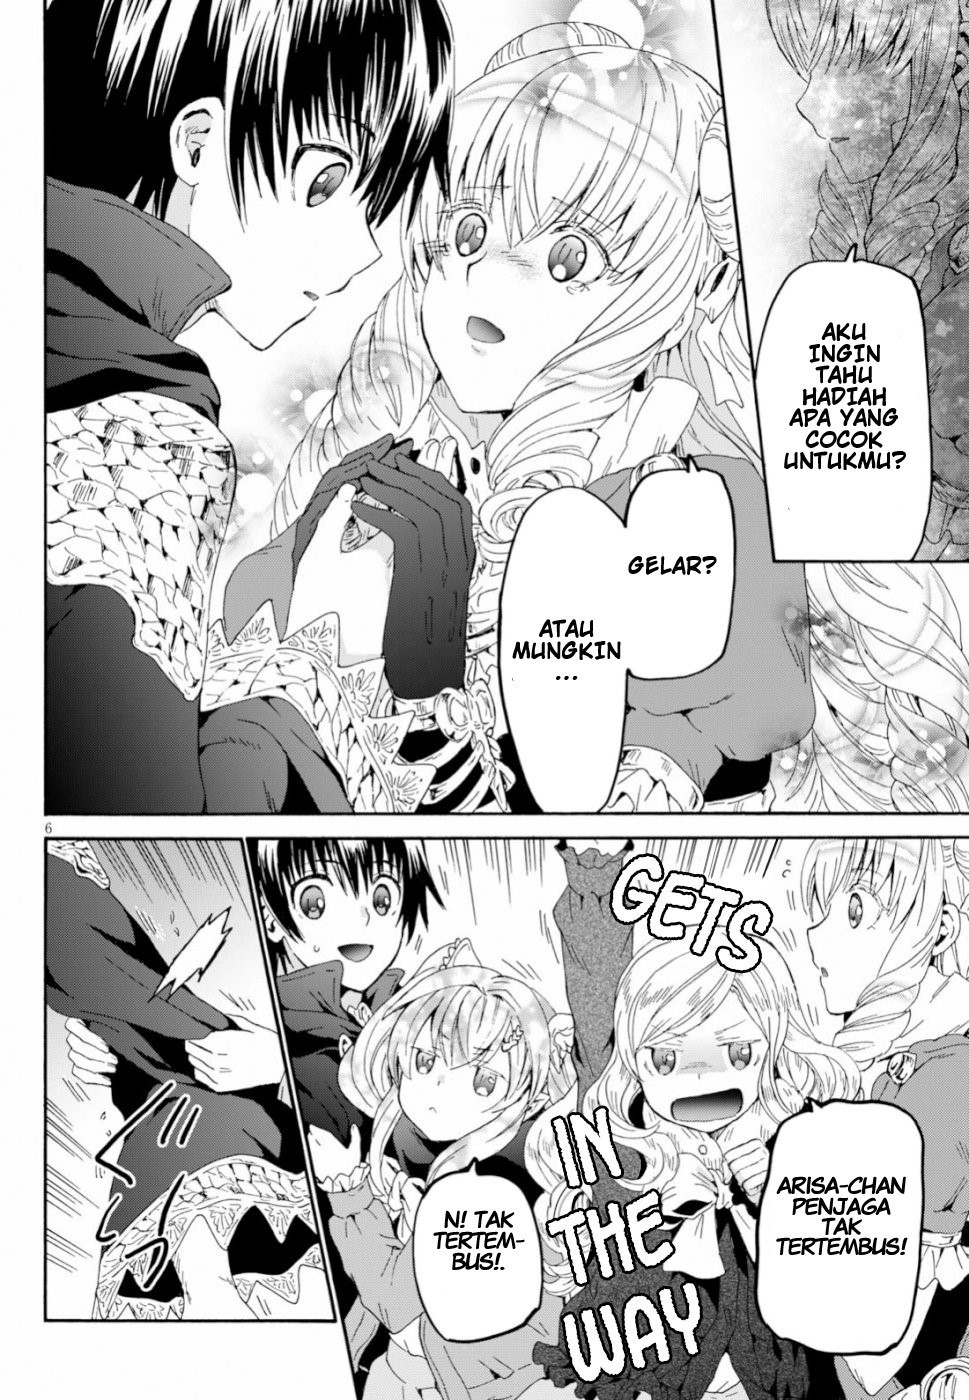 AKU
INGIN
TAHU
HADIAH
APA YANG
COCOK
UNTUKMU?
GELAR?
ATAU
MUNGKIN
...
6
GETS
IN
THE
WAY
ARISA-CHAN
PENJAGA
TAK
TERTEMBUS!
N! TAK
TERTEM-
BUS!.